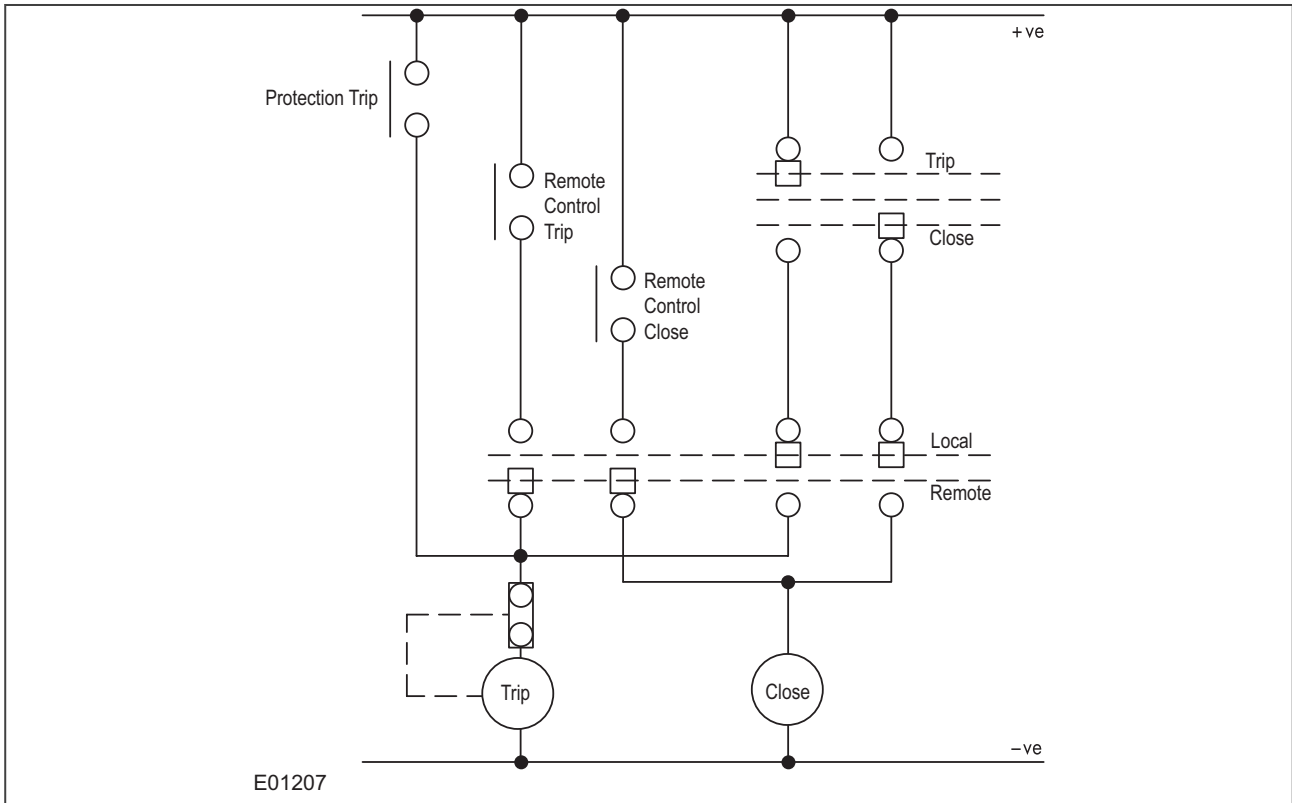 +ve
Protection Trip
Remote
Control
Trip
Trip
Close
Remote
Control
Close
Local
Remote
Trip
Close
−ve
E01207